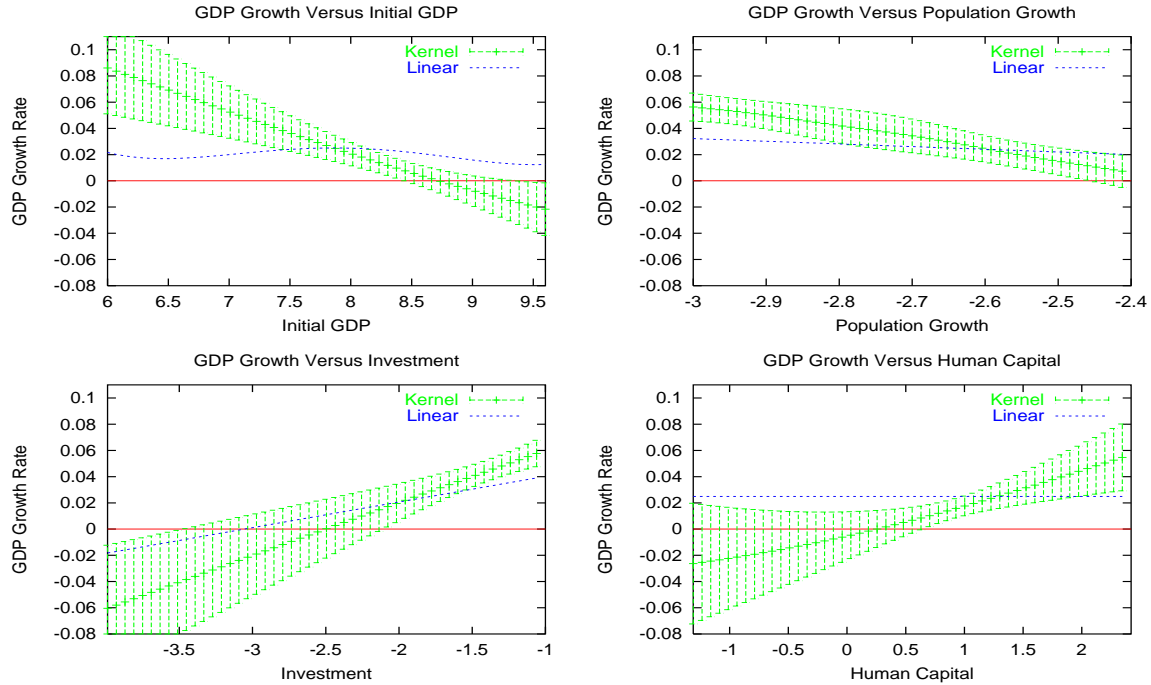 GDP Growth Versus Initial GDP
Kernel
Linear
GDP Growth Rate
0.1
0.08
0.06
0.04
0.02
0
-0.02
-0.04
-0.06
-0.08
6 6.5 7 7.5 8 8.5 9 9.5
Initial GDP
GDP Growth Versus Population Growth
Kernel
Linear
GDP Growth Rate
0.1
0.08
0.06
0.04
0.02
0
-0.02
-0.04
-0.06
-0.08
-3 -2.9 -2.8 -2.7 -2.6 -2.5 -2.4
Population Growth
GDP Growth Versus Investment
Kernel
Linear
GDP Growth Rate
0.1
0.08
0.06
0.04
0.02
0
-0.02
-0.04
-0.06
-0.08
-3.5 -3 -2.5 -2 -1.5 -1
Investment
GDP Growth Versus Human Capital
Kernel
Linear
GDP Growth Rate
0.1
0.08
0.06
0.04
0.02
0
-0.02
-0.04
-0.06
-0.08
-1 -0.5 0 0.5 1 1.5 2
Human Capital